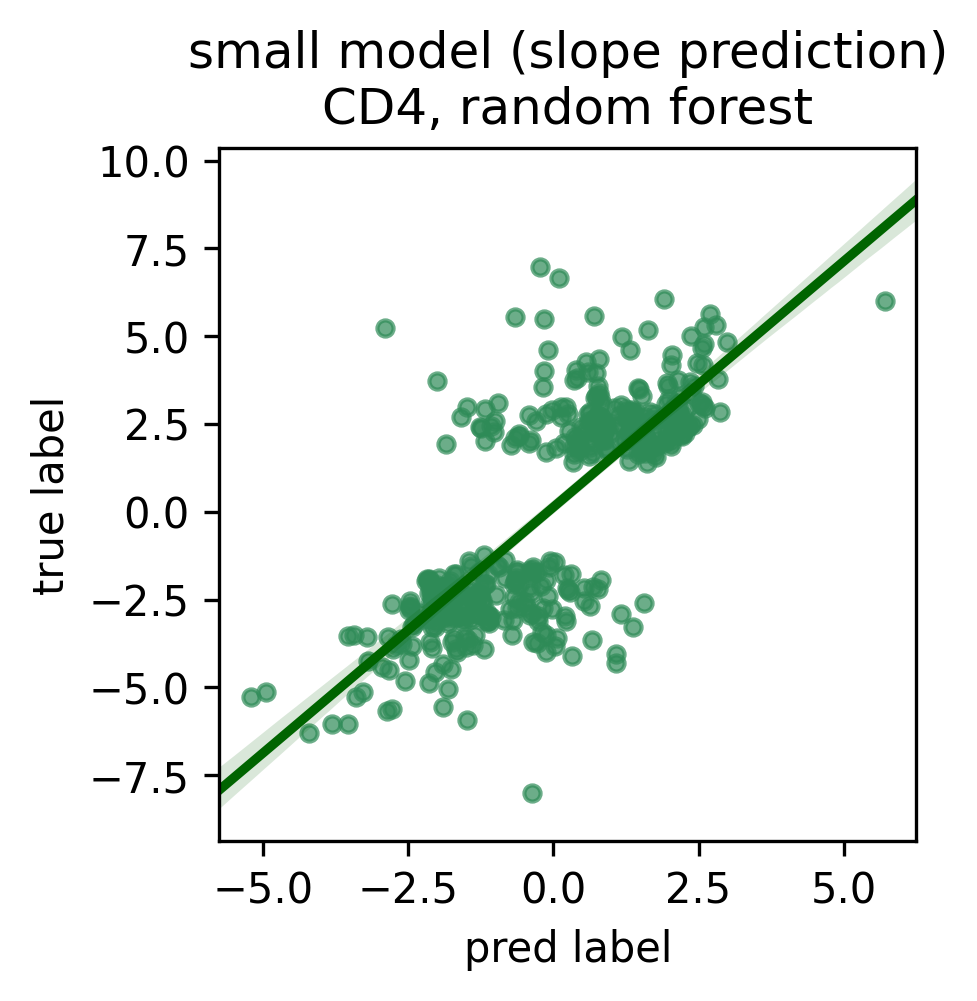 small model (slope prediction)
CD4, random forest
10.0
7.5
5.0
2.5
0.0
−2.5
−5.0
−7.5
true label
−5.0 −2.5 0.0 2.5 5.0
pred label